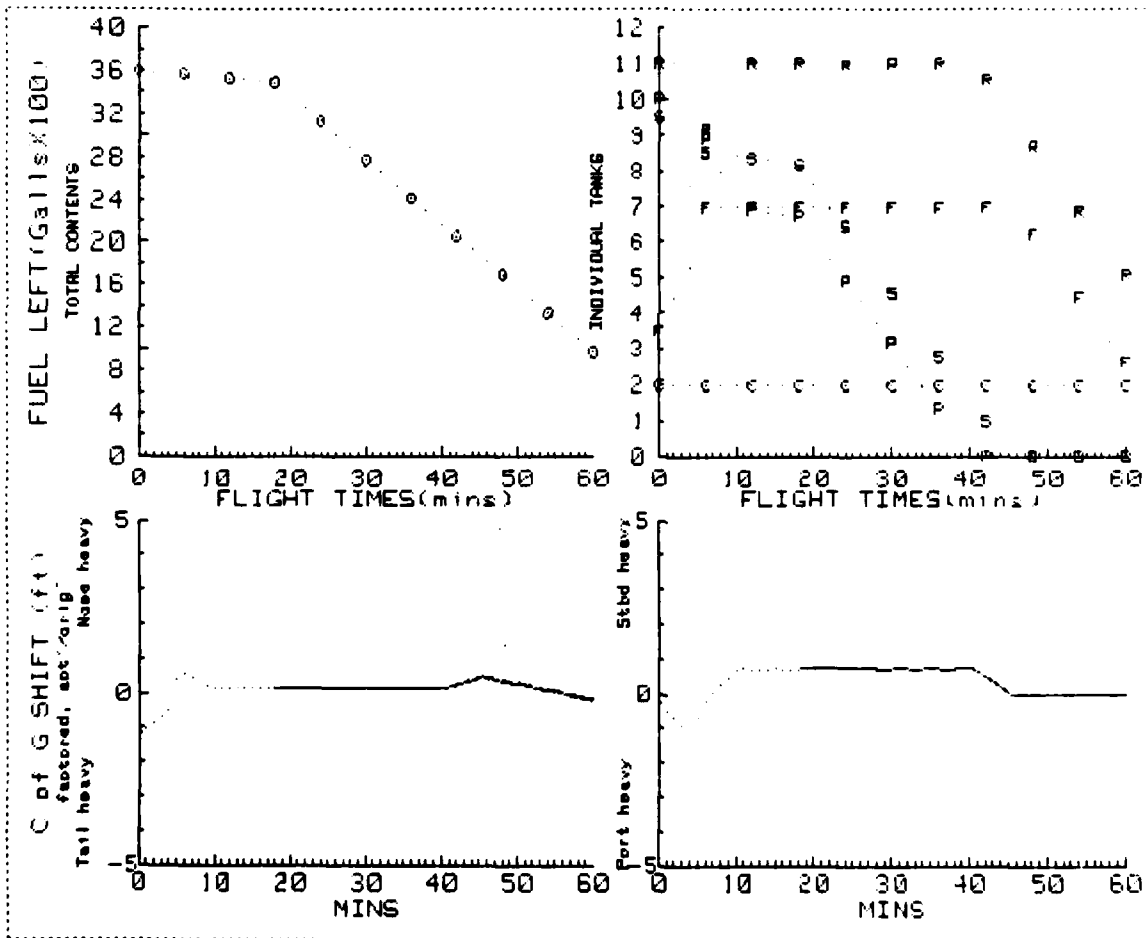 FUEL LEFT(Galls×100)
TOTAL CONTENTS
40
36
32
28
24
20
16
12
8
4
0
0 10 20 30 40 50 60
FLIGHT TIMES(mins)
INDIVIDUAL TANKS
12
11
10
9
8
7
6
5
4
3
2
1
0
0 10 20 30 40 50 60
FLIGHT TIMES(mins)
R R R R R R R
S S S S S S S
F F F F F F F F F
P P P P
C C C C C C C C
C of G SHIFT (ft)
Tail heavy Nose heavy
5
0
-5
0 10 20 30 40 50 60
MINS
Port heavy Stbd heavy
5
0
-5
0 10 20 30 40 50 60
MINS